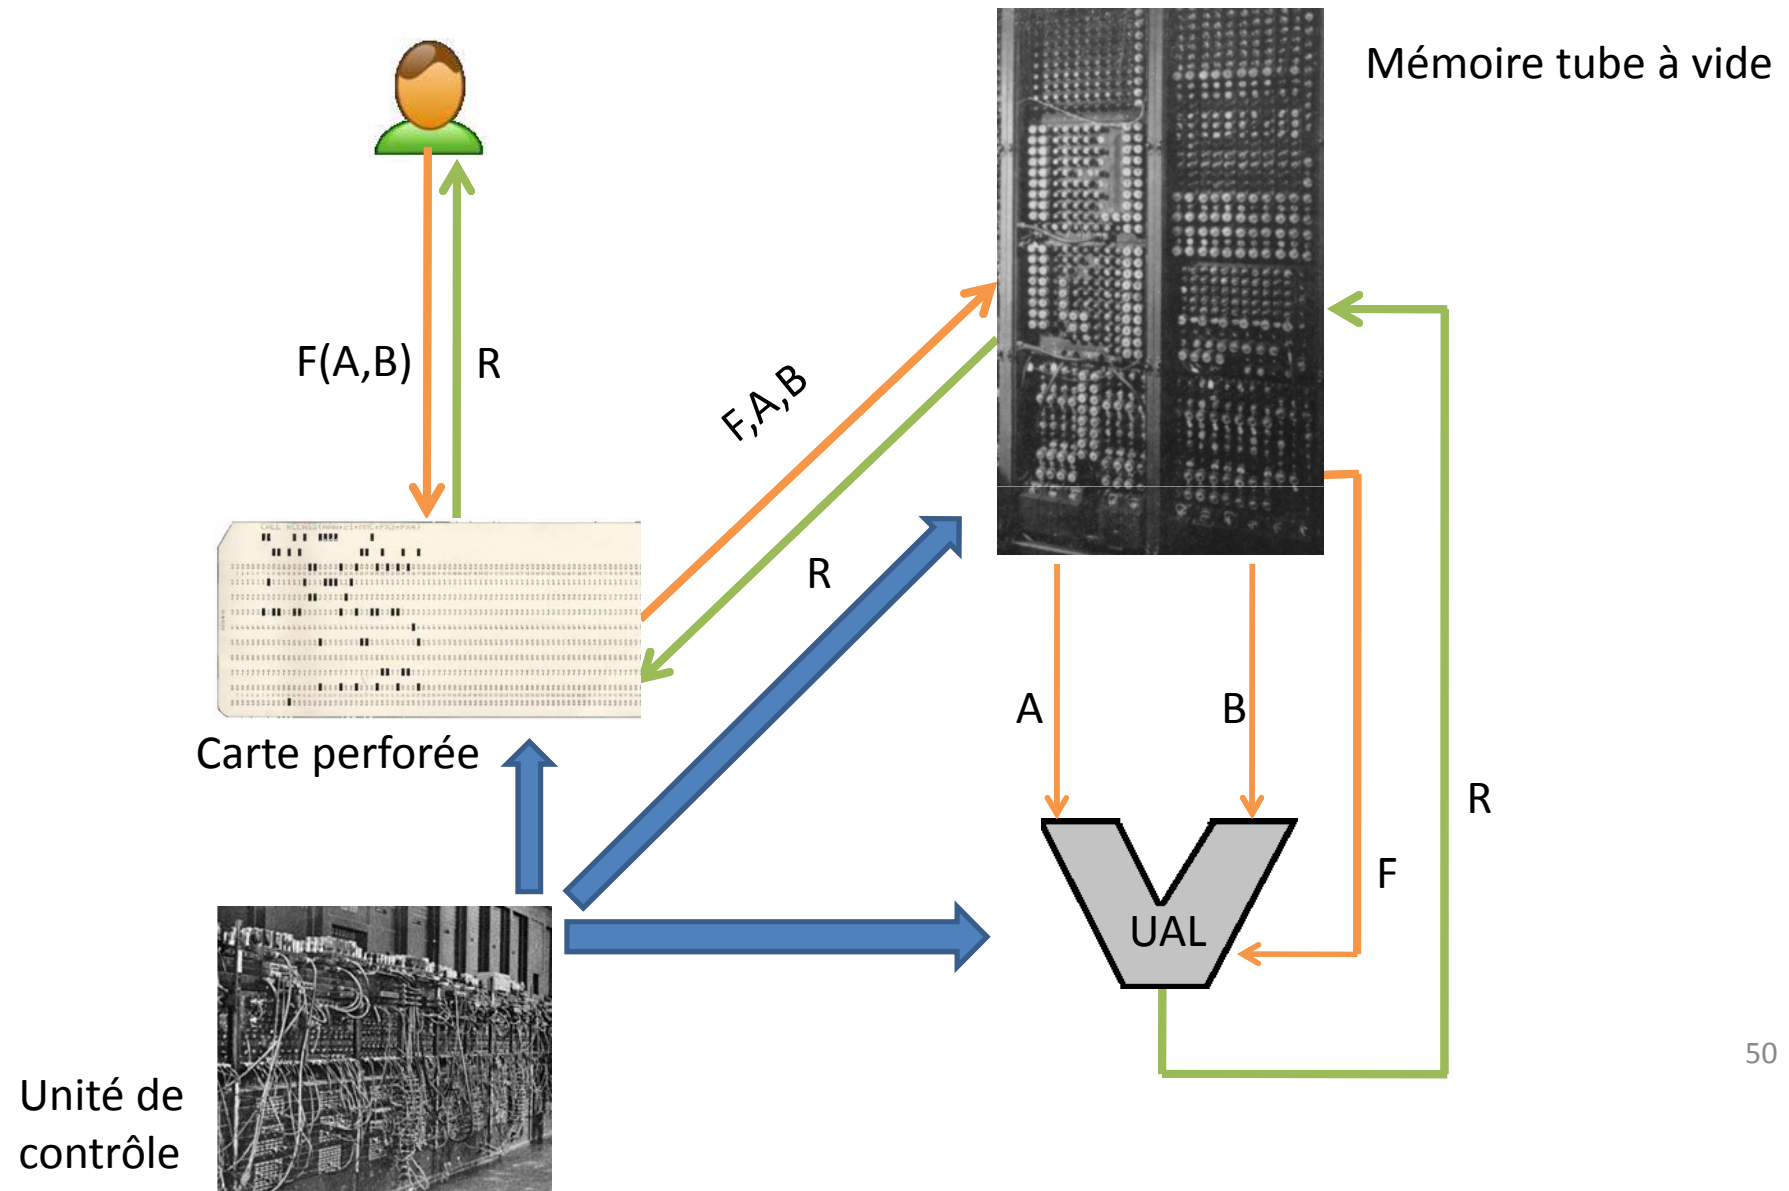 Mémoire tube à vide
F(A,B)
R
F,A,B
R
Carte perforée
A
B
R
F
UAL
Unité de
contrôle
50